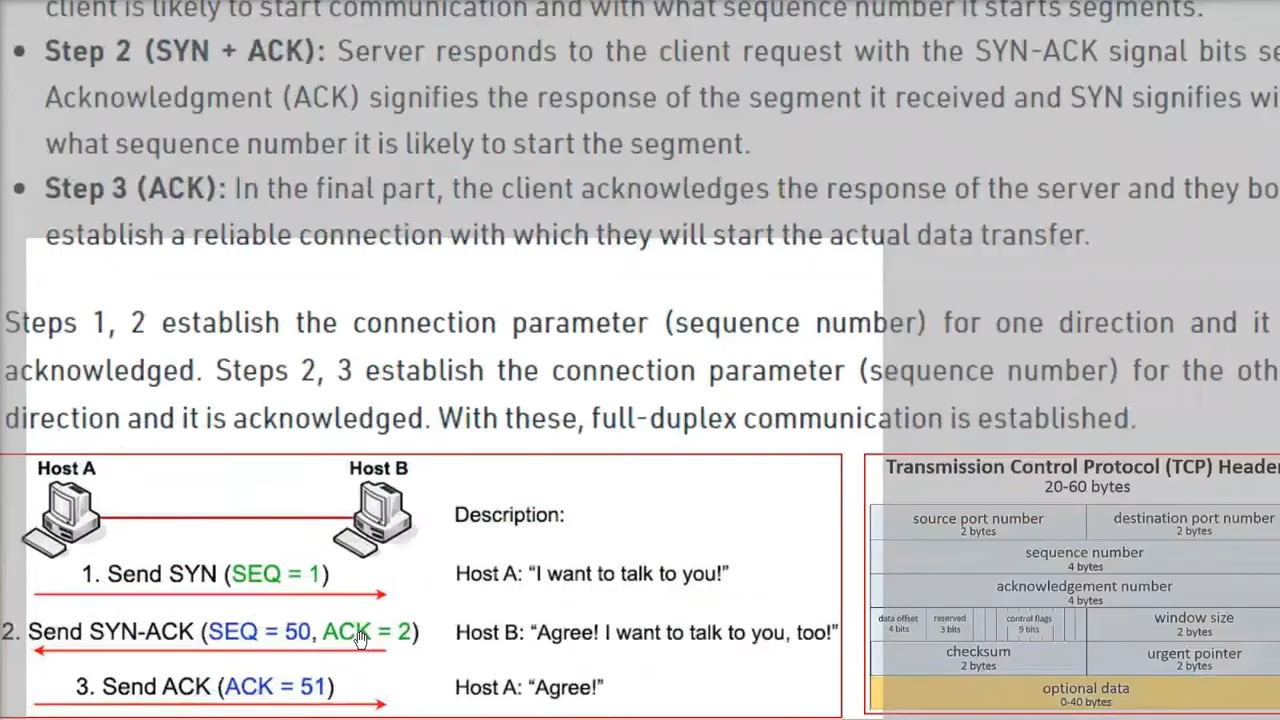 client is likely to start communication and with what sequence number it starts segments.
• Step 2 (SYN + ACK): Server responds to the client request with the SYN-ACK signal bits
Acknowledgment (ACK) signifies the response of the segment it received and SYN signifies
what sequence number it is likely to start the segment.
• Step 3 (ACK): In the final part, the client acknowledges the response of the server and they
establish a reliable connection with which they will start the actual data transfer.
Steps 1, 2 establish the connection parameter (sequence number) for one direction and it
acknowledged. Steps 2, 3 establish the connection parameter (sequence number) for the
direction and it is acknowledged. With these, full-duplex communication is established.
Host A
Host B
Description:
1. Send SYN (SEQ = 1)
Host A: “I want to talk to you!”
2. Send SYN-ACK (SEQ = 50, ACK = 2)
Host B: “Agree! I want to talk to you, too!”
3. Send ACK (ACK = 51)
Host A: “Agree!”
Transmission Control Protocol (TCP) Header
20-60 bytes
source port number
2 bytes
destination port number
2 bytes
sequence number
4 bytes
acknowledgement number
4 bytes
data offset
4 bits
reserved
3 bits
control flags
9 bits
window size
2 bytes
checksum
2 bytes
urgent pointer
2 bytes
optional data
0-40 bytes